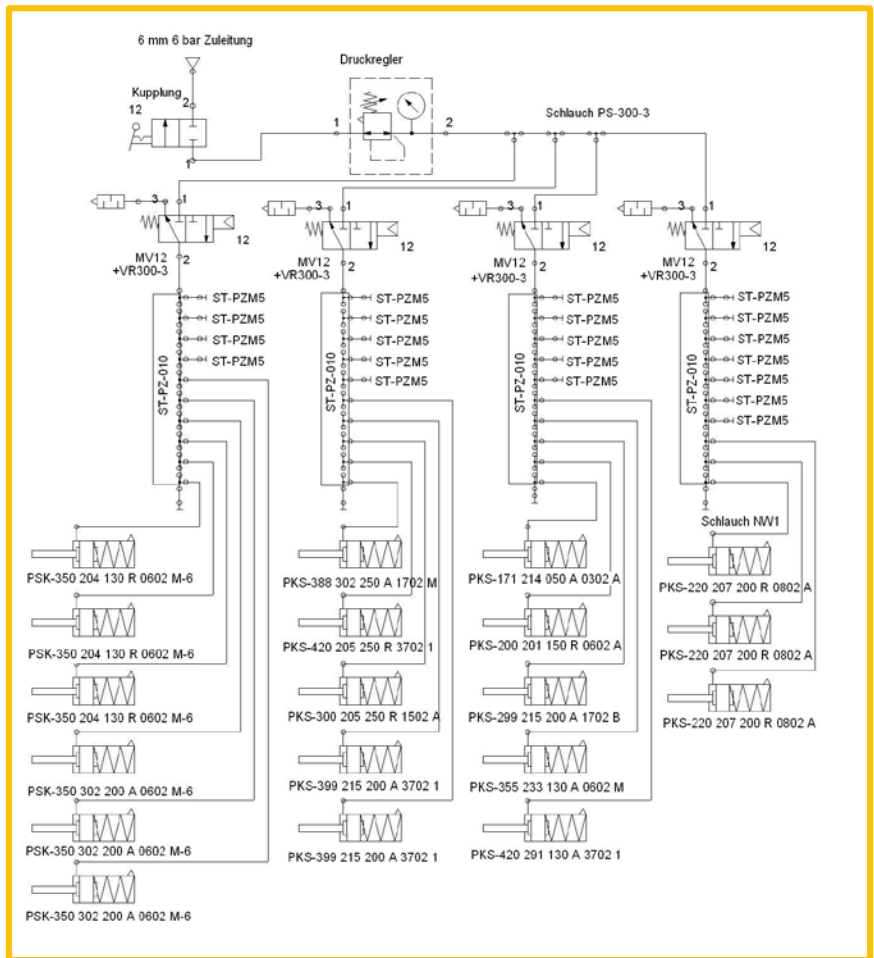 6 mm 6 bar Zuleitung
Druckregler
Kupplung
12
2
1
1
2
Schlauch PS-300-3
3
1
3
1
3
1
3
1
12
12
12
12
MV12
+VR300-3
2
MV12
+VR300-3
2
MV12
+VR300-3
2
MV12
+VR300-3
2
ST-PZ-010
ST-PZM5
ST-PZM5
ST-PZM5
ST-PZM5
ST-PZ-010
ST-PZM5
ST-PZM5
ST-PZM5
ST-PZM5
ST-PZM5
ST-PZ-010
ST-PZM5
ST-PZM5
ST-PZM5
ST-PZM5
ST-PZM5
ST-PZ-010
ST-PZM5
ST-PZM5
ST-PZM5
ST-PZM5
ST-PZM5
ST-PZM5
ST-PZM5
Schlauch NW1
PSK-350 204 130 R 0602 M-6
PSK-350 204 130 R 0602 M-6
PSK-350 204 130 R 0602 M-6
PSK-350 302 200 A 0602 M-6
PSK-350 302 200 A 0602 M-6
PSK-350 302 200 A 0602 M-6
PKS-388 302 250 A 1702 M
PKS-420 205 250 R 3702 1
PKS-300 205 250 R 1502 A
PKS-399 215 200 A 3702 1
PKS-399 215 200 A 3702 1
PKS-171 214 050 A 0302 A
PKS-200 201 150 R 0602 A
PKS-299 215 200 A 1702 B
PKS-355 233 130 A 0602 M
PKS-420 291 130 A 3702 1
PKS-220 207 200 R 0802 A
PKS-220 207 200 R 0802 A
PKS-220 207 200 R 0802 A